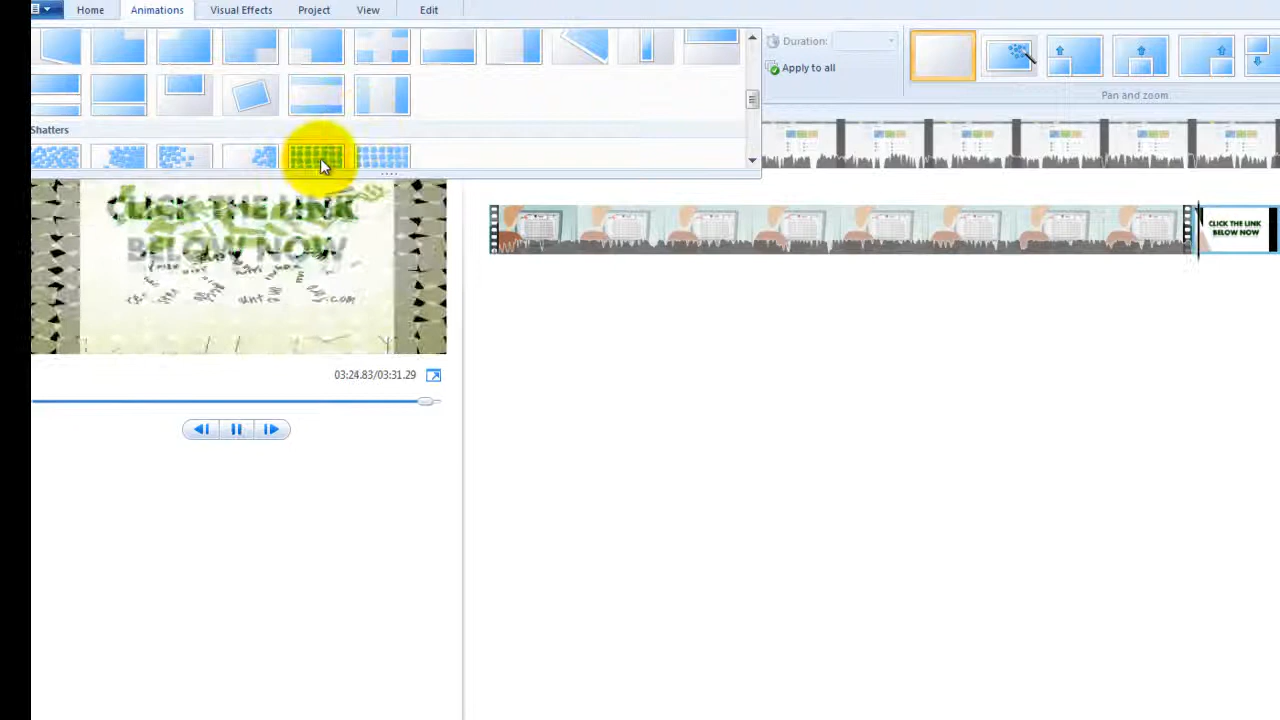 Home Animations Visual Effects Project View Edit
Duration:
Apply to all
Pan and zoom
Shatters
CLICK THE LINK
BELOW NOW
CLICK THE LINK
BELOW NOW
03:24.83/03:31.29